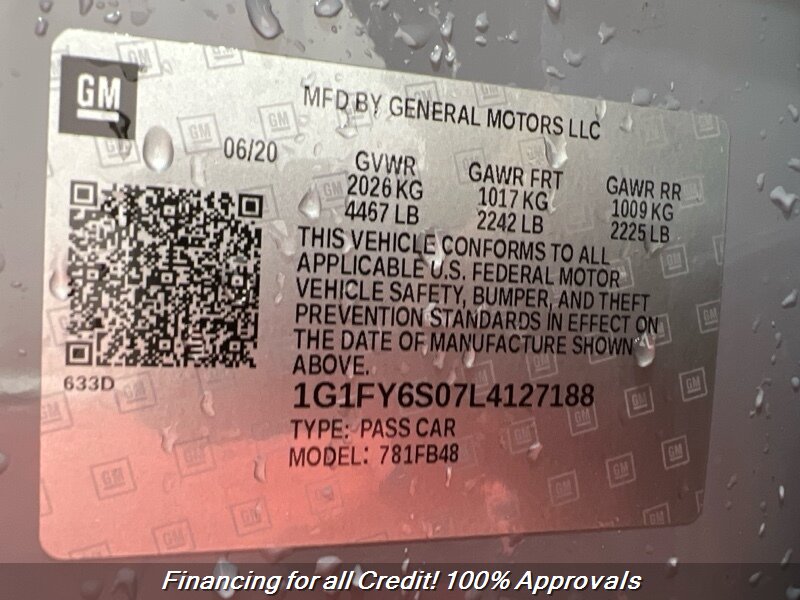 GM
MFD BY GENERAL MOTORS LLC
06/20
GVWR GAWR FRT GAWR RR
2026 KG 1017 KG 1009 KG
4467 LB 2242 LB 2225 LB
THIS VEHICLE CONFORMS TO ALL
APPLICABLE U.S. FEDERAL MOTOR
VEHICLE SAFETY, BUMPER, AND THEFT
PREVENTION STANDARDS IN EFFECT ON
THE DATE OF MANUFACTURE SHOWN
ABOVE.
633D
1G1FY6S07L4127188
TYPE: PASS CAR
MODEL: 781FB48
Financing for all Credit! 100% Approvals